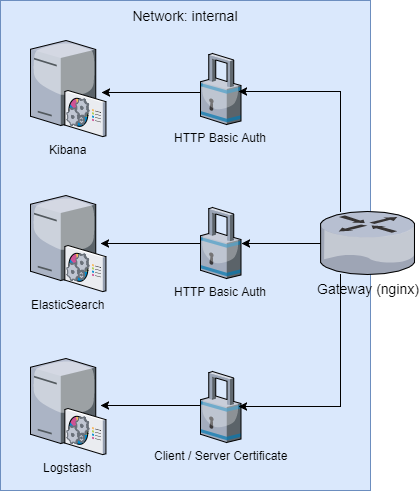 Network: internal
Kibana
HTTP Basic Auth
ElasticSearch
HTTP Basic Auth
Gateway (nginx)
Logstash
Client / Server Certificate